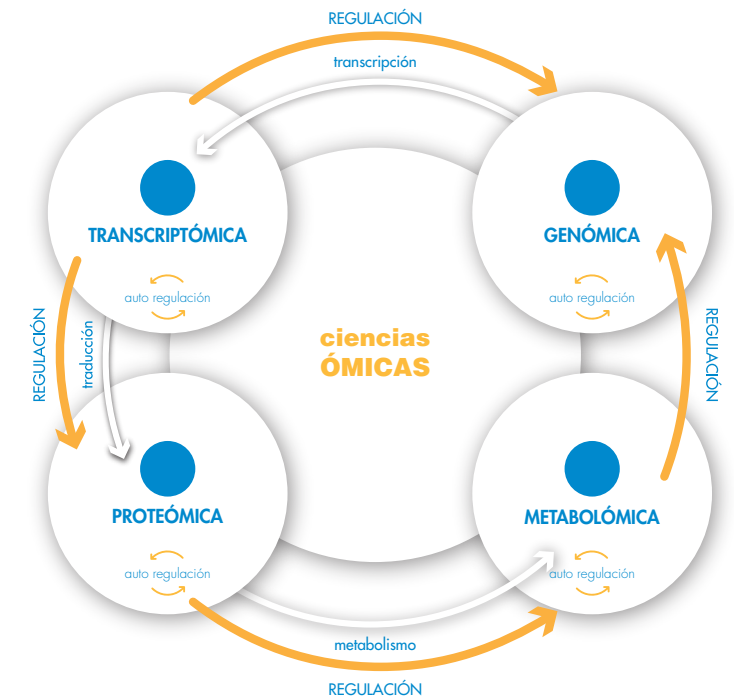 REGULACIÓN
transcripción
TRANSCRIPTÓMICA
GENÓMICA
auto regulación
auto regulación
REGULACIÓN
traducción
ciencias
ÓMICAS
REGULACIÓN
PROTEÓMICA
METABOLÓMICA
auto regulación
auto regulación
metabolismo
REGULACIÓN